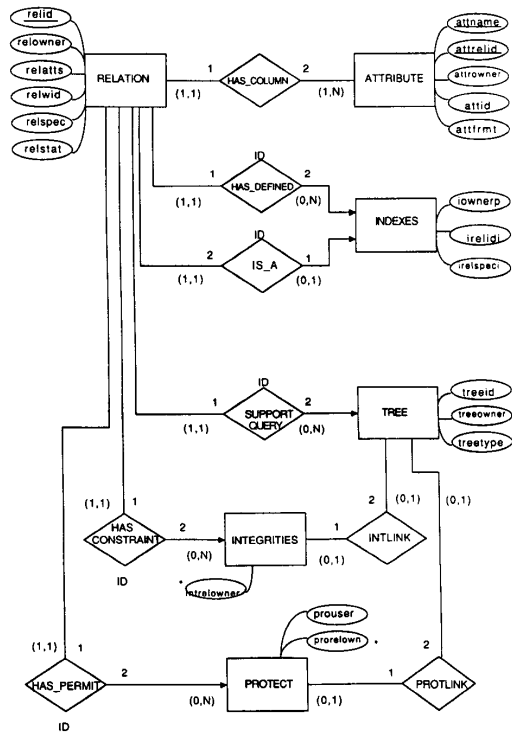 relid
relowner
relatts
relwid
relspec
relstat
RELATION
1
(1,1)
HAS_COLUMN
2
(1,N)
ATTRIBUTE
attname
attrelid
attrowner
attid
attfrmt
ID
1
(1,1)
HAS_DEFINED
2
(0,N)
INDEXES
iownerp
irelidi
irelspeci
ID
2
(1,1)
IS_A
1
(0,1)
ID
1
(1,1)
SUPPORT
QUERY
2
(0,N)
TREE
treeid
treeowner
treetype
(1,1)
1
HAS
CONSTRAINT
ID
2
(0,N)
INTEGRITIES
1
(0,1)
2
(0,1)
INTLINK
(0,1)
intrelowner
prouser
prorelown
(1,1)
1
HAS_PERMIT
ID
2
(0,N)
PROTECT
1
(0,1)
2
PROTLINK